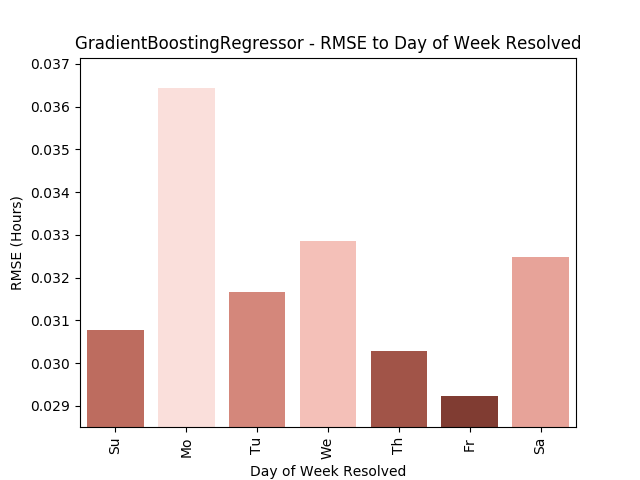 GradientBoostingRegressor - RMSE to Day of Week Resolved
0.037
0.036
0.035
0.034
0.033
0.032
0.031
0.030
0.029
RMSE (Hours)
Su
Mo
Tu
We
Th
Fr
Sa
Day of Week Resolved